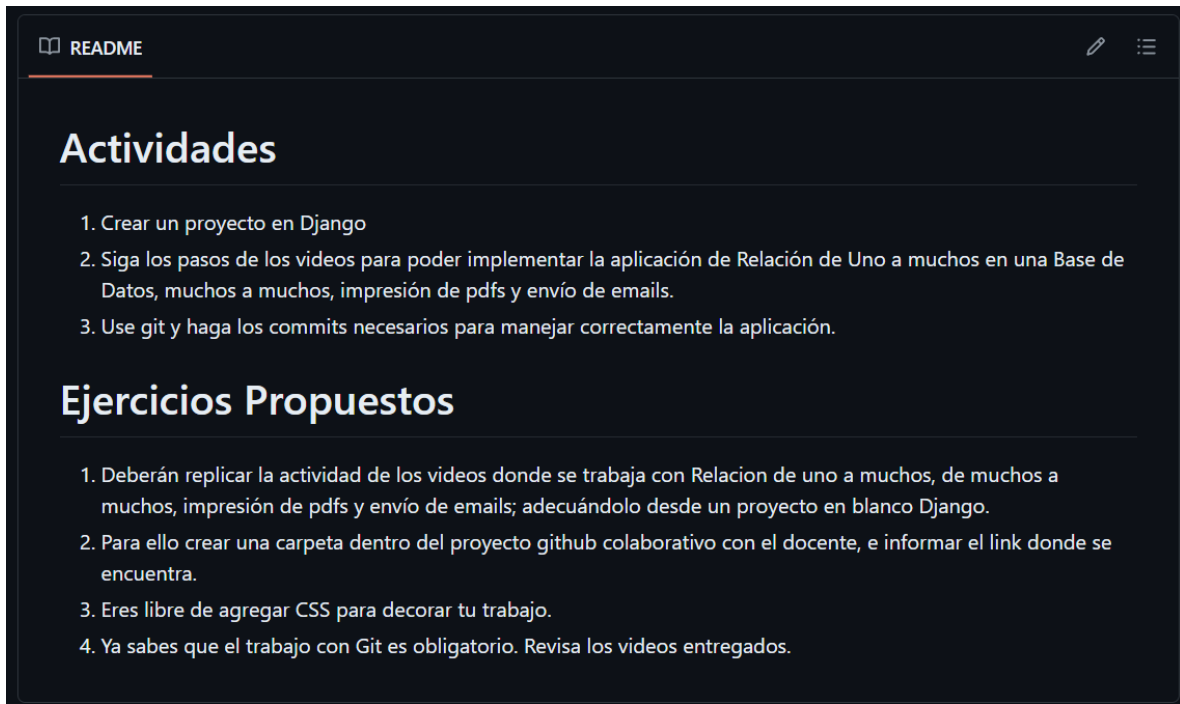 README
Actividades
1. Crear un proyecto en Django
2. Siga los pasos de los videos para poder implementar la aplicación de Relación de Uno a muchos en una Base de
Datos, muchos a muchos, impresión de pdfs y envío de emails.
3. Use git y haga los commits necesarios para manejar correctamente la aplicación.
Ejercicios Propuestos
1. Deberán replicar la actividad de los videos donde se trabaja con Relacion de uno a muchos, de muchos a
muchos, impresión de pdfs y envío de emails; adecuándolo desde un proyecto en blanco Django.
2. Para ello crear una carpeta dentro del proyecto github colaborativo con el docente, e informar el link donde se
encuentra.
3. Eres libre de agregar CSS para decorar tu trabajo.
4. Ya sabes que el trabajo con Git es obligatorio. Revisa los videos entregados.